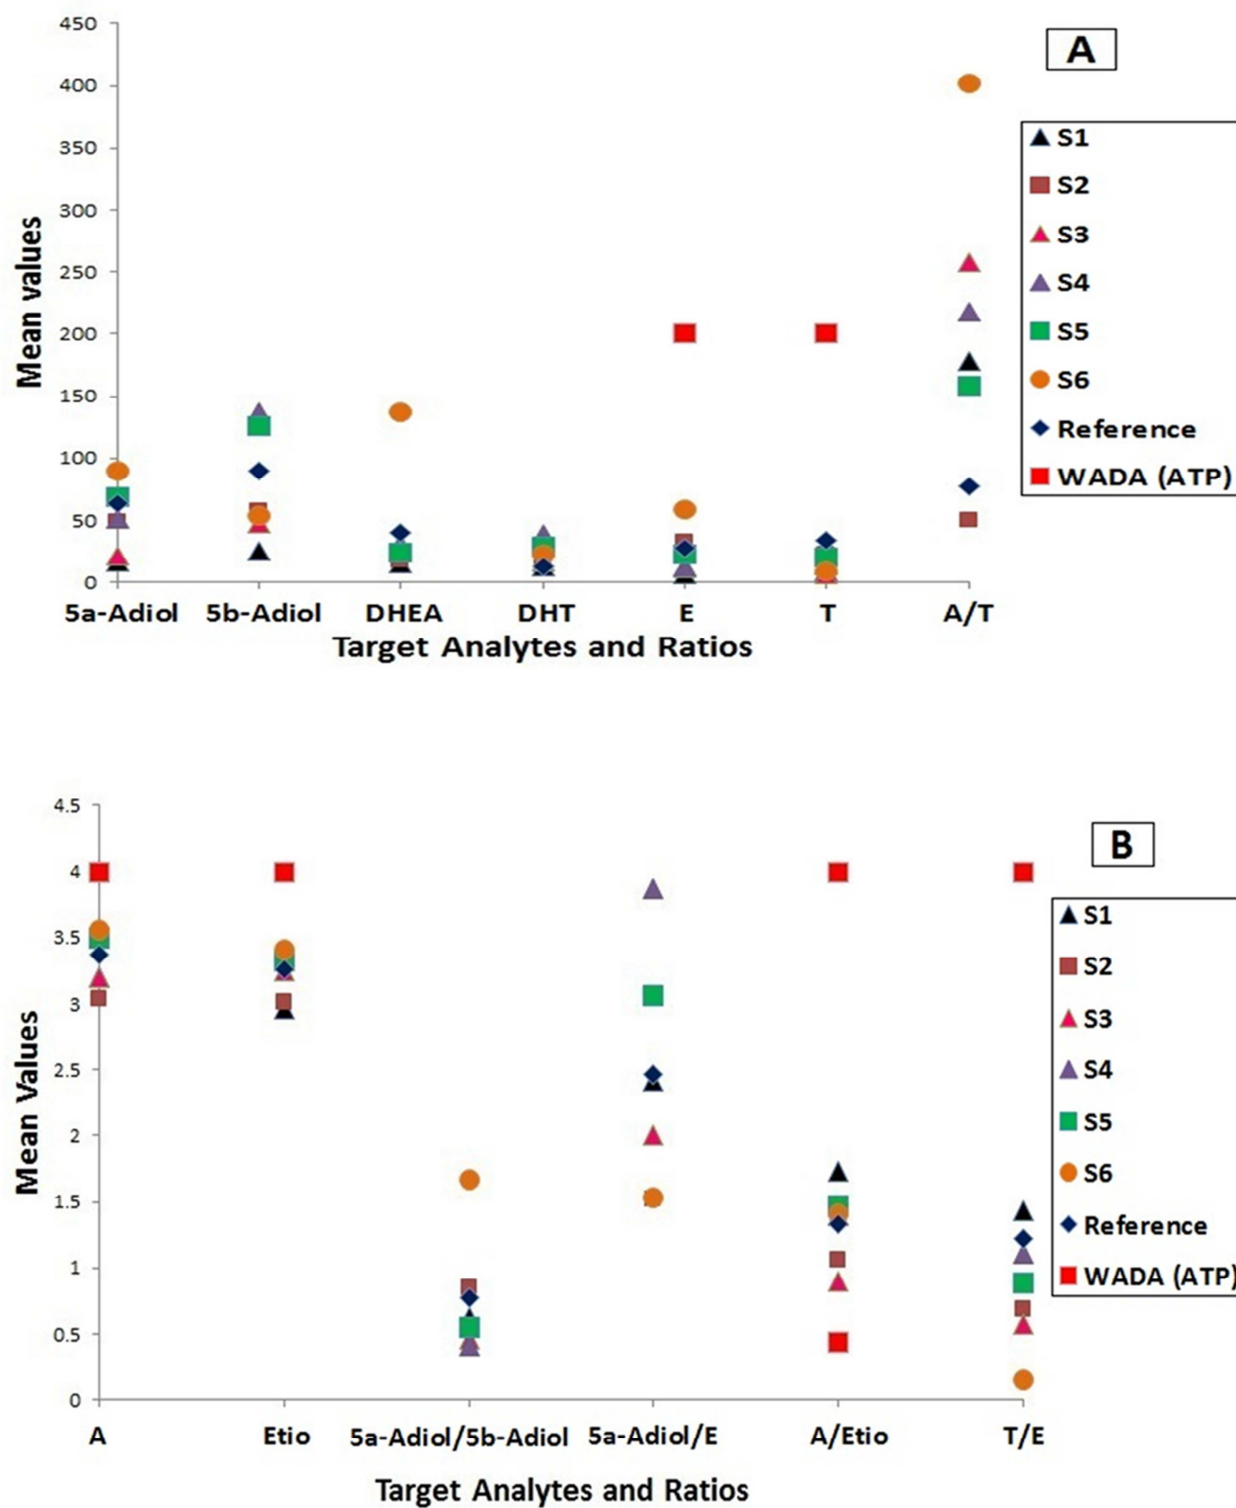 450
A
400
350
300
250
200
150
100
50
0
Mean values
S1
S2
S3
S4
S5
S6
Reference
WADA (ATP)
5a-Adiol 5b-Adiol DHEA DHT E T A/T
Target Analytes and Ratios
4.5
B
4
3.5
3
2.5
2
1.5
1
0.5
0
Mean Values
S1
S2
S3
S4
S5
S6
Reference
WADA (ATP)
A Etio 5a-Adiol/5b-Adiol 5a-Adiol/E A/Etio T/E
Target Analytes and Ratios